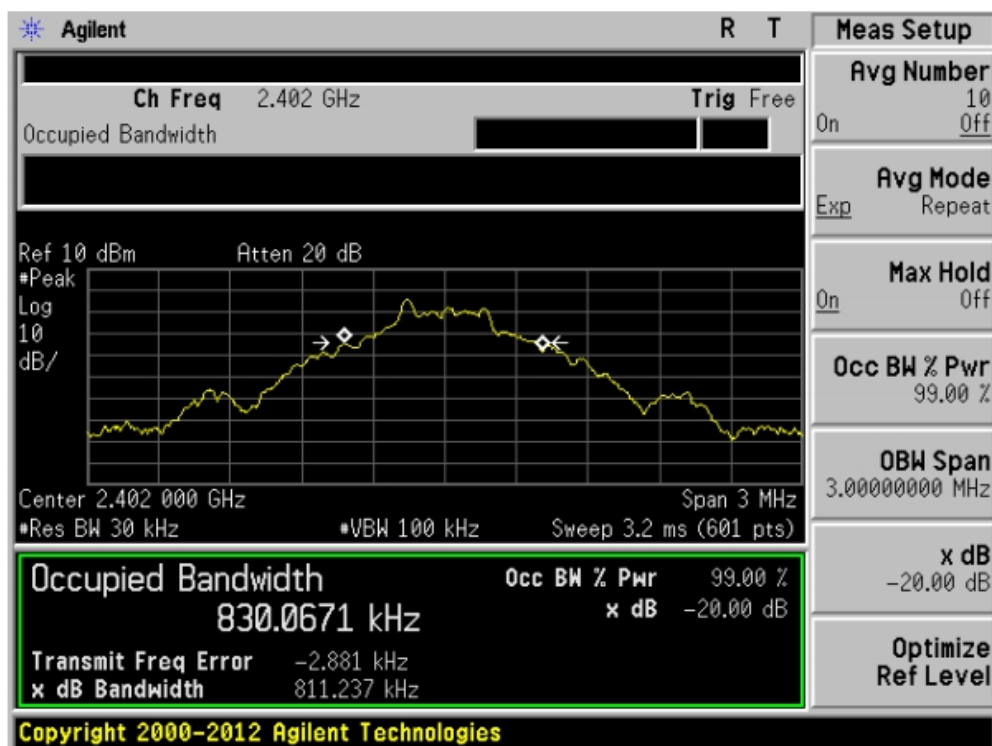 Agilent R T
Ch Freq 2.402 GHz Trig Free
Occupied Bandwidth
Ref 10 dBm Atten 20 dB
#Peak
Log
10
dB/
Center 2.402 000 GHz Span 3 MHz
#Res BW 30 kHz #VBW 100 kHz Sweep 3.2 ms (601 pts)
Occupied Bandwidth Occ BW % Pwr 99.00 %
830.0671 kHz x dB -20.00 dB
Transmit Freq Error -2.881 kHz
x dB Bandwidth 811.237 kHz
Copyright 2000-2012 Agilent Technologies
Meas Setup
Avg Number
10
On Off
Avg Mode
Exp Repeat
Max Hold
On Off
Occ BW % Pwr
99.00 %
OBW Span
3.00000000 MHz
x dB
-20.00 dB
Optimize
Ref Level